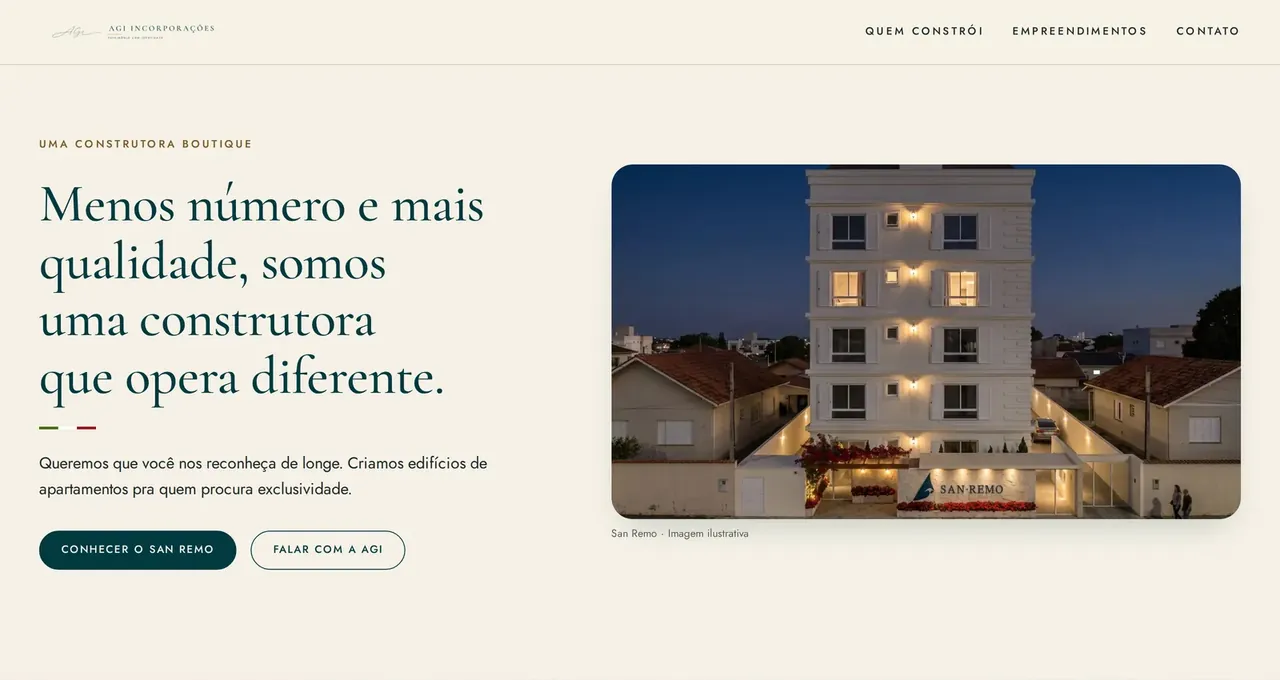 AGI INCORPORAÇÕES
QUEM CONSTRÓI
EMPREENDIMENTOS
CONTATO
UMA CONSTRUTORA BOUTIQUE
Menos número e mais
qualidade, somos
uma construtora
que opera diferente.
Queremos que você nos reconheça de longe. Criamos edifícios de
apartamentos pra quem procura exclusividade.
CONHECER O SAN REMO
FALAR COM A AGI
SAN·REMO
San Remo · Imagem ilustrativa